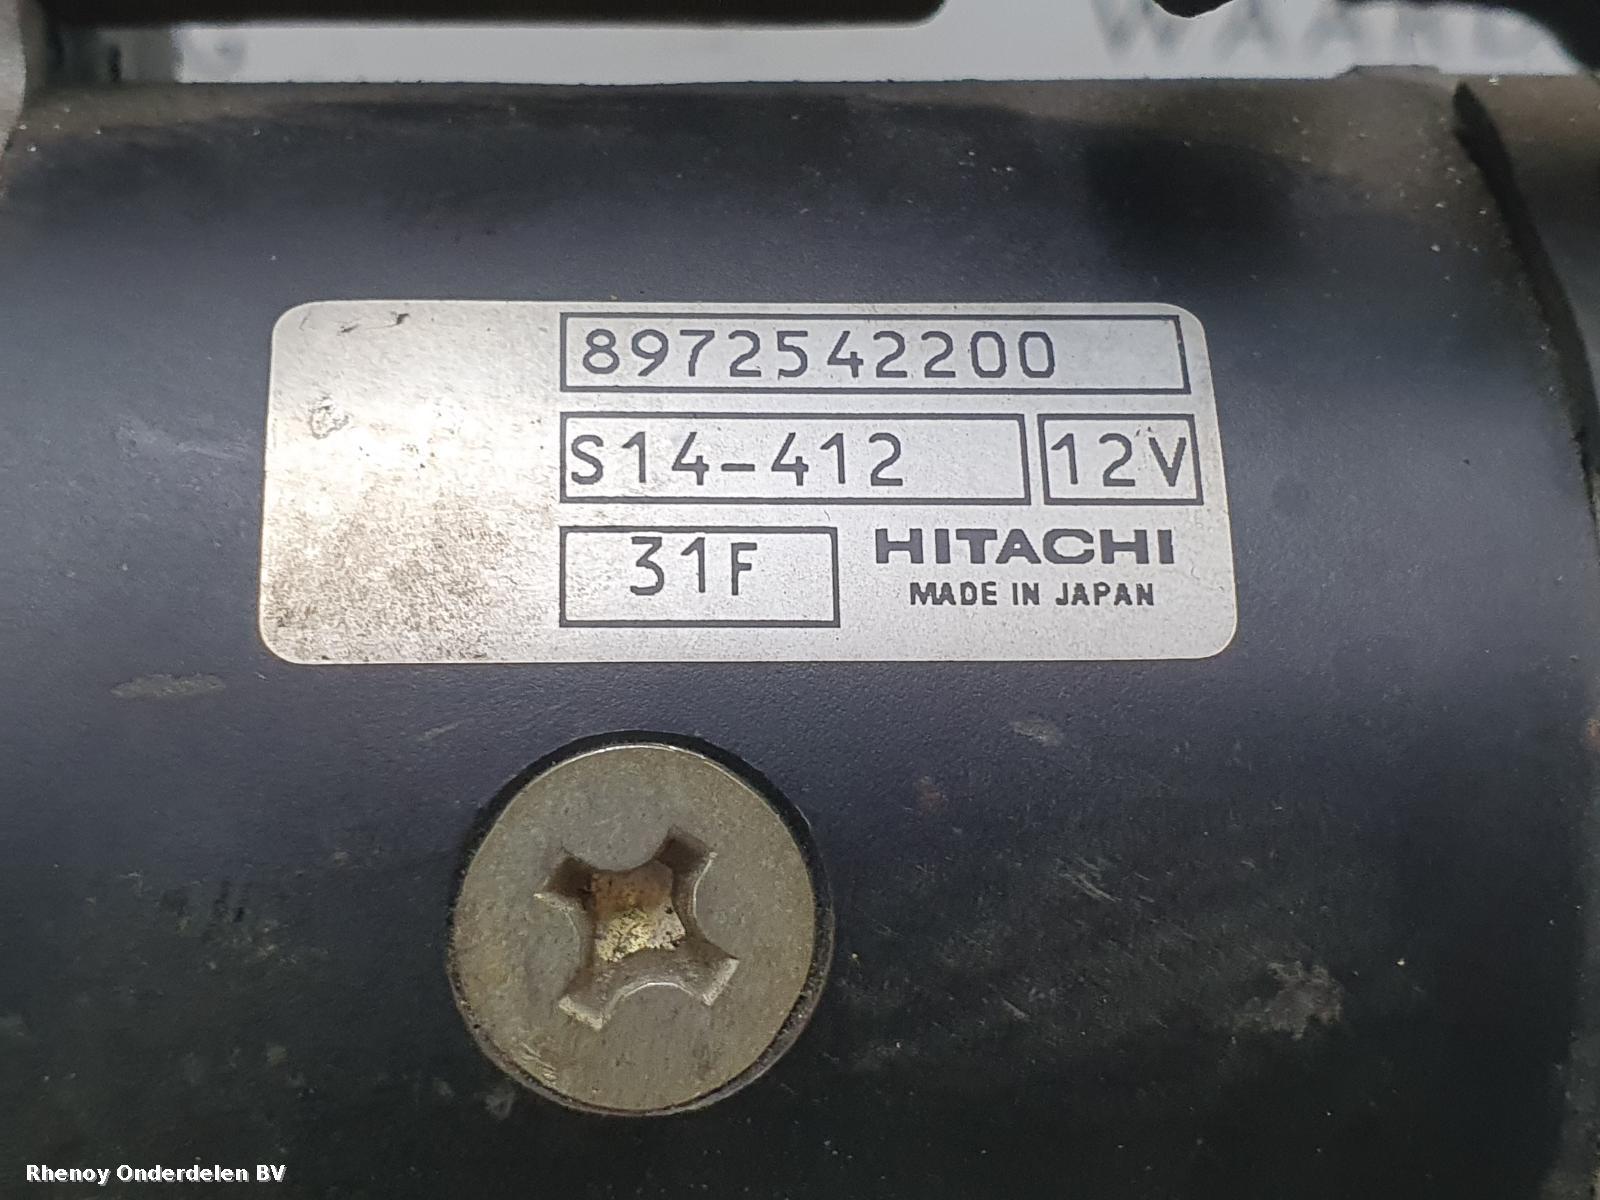 8972542200
S14-412 12V
31F HITACHI
MADE IN JAPAN
Rhenoy Onderdelen BV